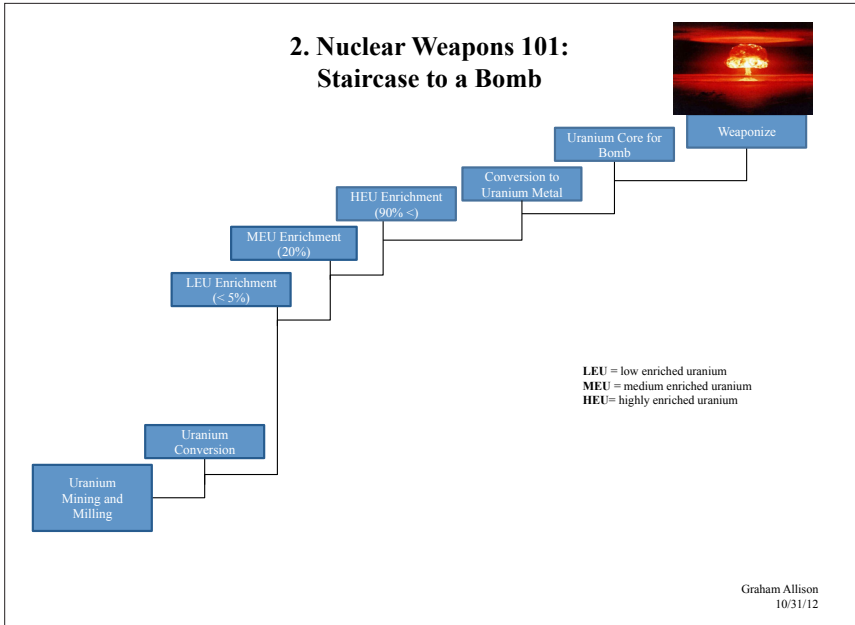 2. Nuclear Weapons 101:
Staircase to a Bomb
Weaponize
Uranium Core for
Bomb
Conversion to
Uranium Metal
HEU Enrichment
(90% <)
MEU Enrichment
(20%)
LEU Enrichment
(< 5%)
LEU = low enriched uranium
MEU = medium enriched uranium
HEU= highly enriched uranium
Uranium
Conversion
Uranium
Mining and
Milling
Graham Allison
10/31/12